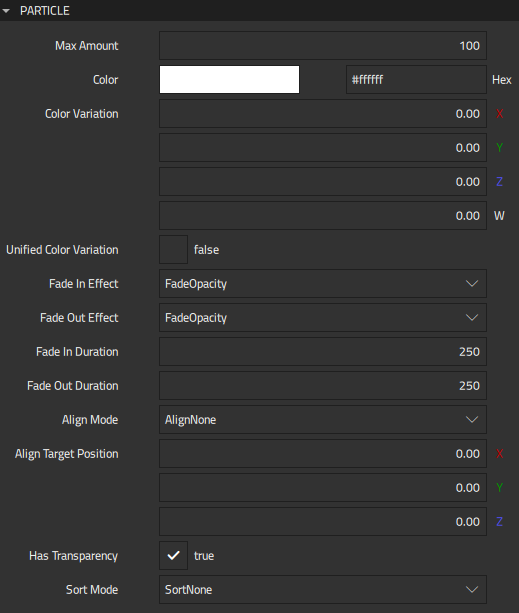 PARTICLE
Max Amount 100
Color #ffffff Hex
Color Variation 0.00 X
0.00 Y
0.00 Z
0.00 W
Unified Color Variation false
Fade In Effect FadeOpacity
Fade Out Effect FadeOpacity
Fade In Duration 250
Fade Out Duration 250
Align Mode AlignNone
Align Target Position 0.00 X
0.00 Y
0.00 Z
Has Transparency true
Sort Mode SortNone